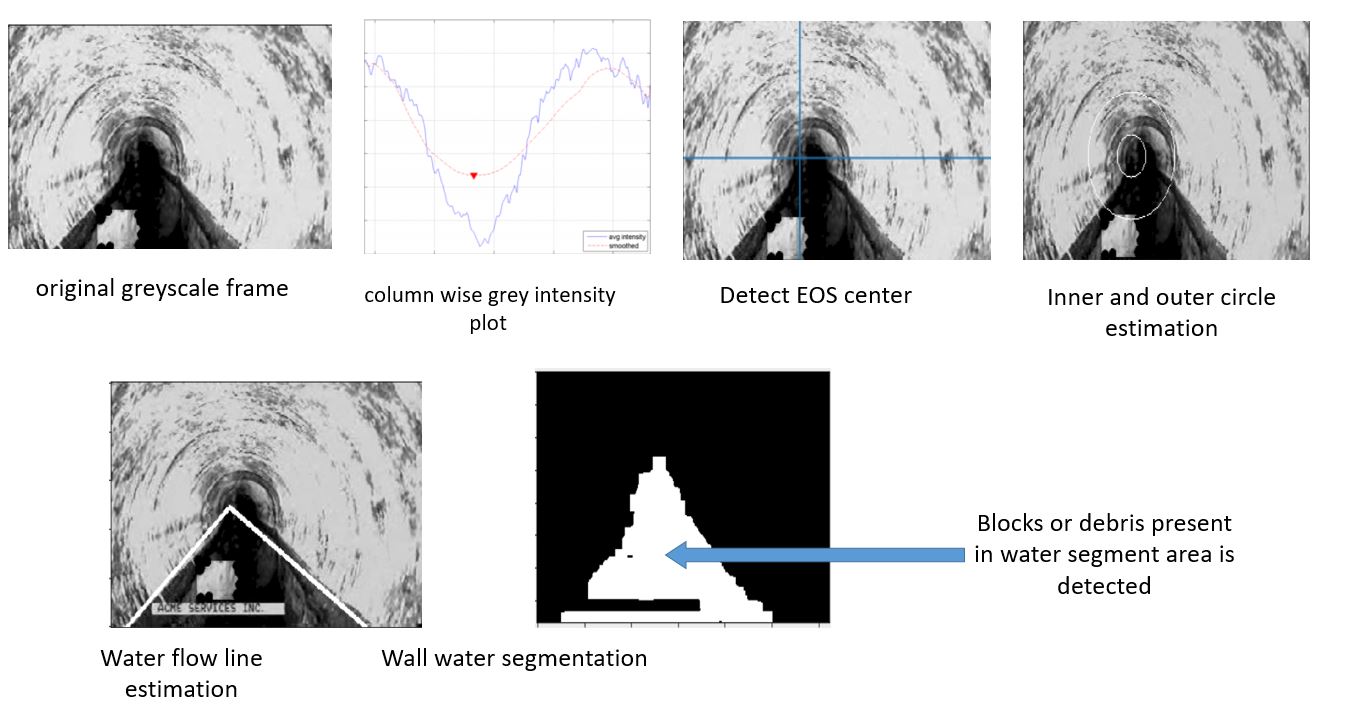 avg intensity
smoothed
original greyscale frame
column wise grey intensity
plot
Detect EOS center
Inner and outer circle
estimation
ACME SERVICES INC.
Water flow line
estimation
Wall water segmentation
Blocks or debris present
in water segment area is
detected